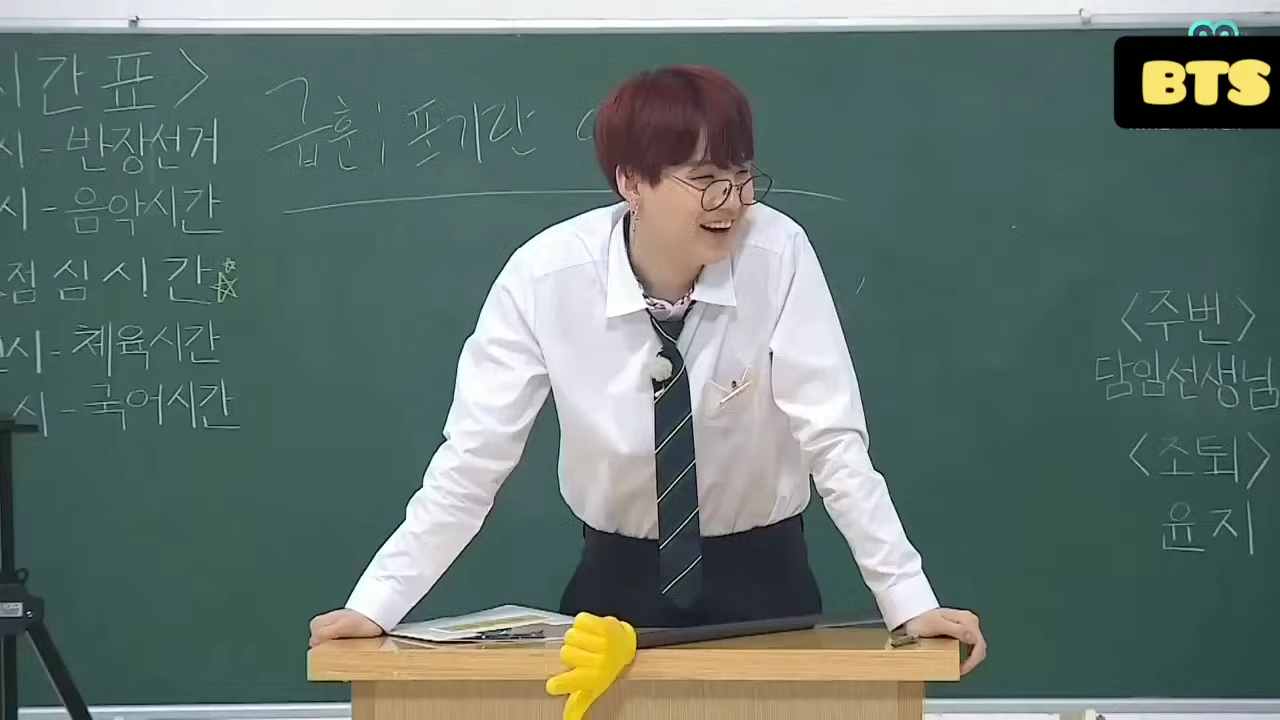 시간표>
시-반장선거
시-음악시간
점심시간☆
시-체육시간
시-국어시간
급훈; 포기란
BTS
<주번>
담임선생님
<조퇴>
윤지